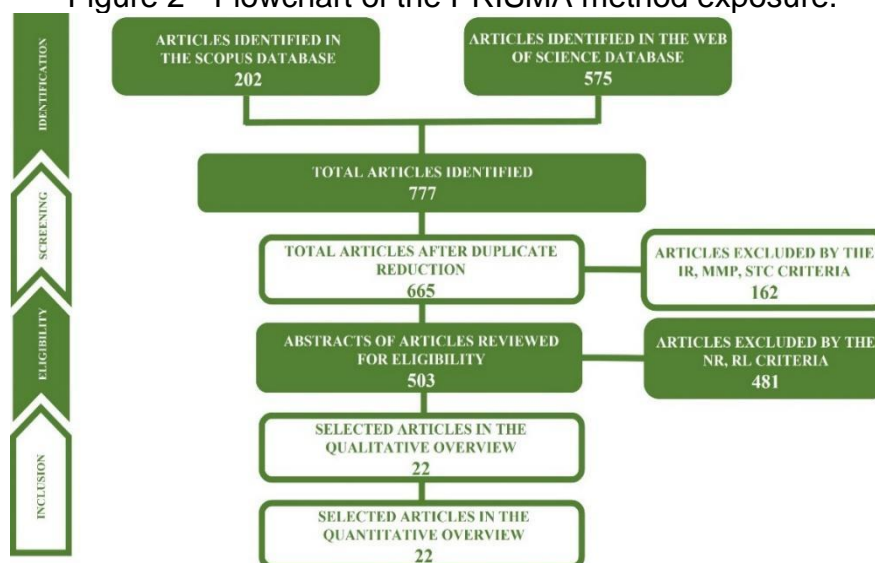 Figure 2 - Flowchart of the PRISMA method exposure.
IDENTIFICATION
ARTICLES IDENTIFIED IN
THE SCOPUS DATABASE
202
ARTICLES IDENTIFIED IN THE WEB
OF SCIENCE DATABASE
575
TOTAL ARTICLES IDENTIFIED
777
SCREENING
TOTAL ARTICLES AFTER DUPLICATE
REDUCTION
665
ARTICLES EXCLUDED BY THE
IR, MMP, STC CRITERIA
162
ELIGIBILITY
ABSTRACTS OF ARTICLES REVIEWED
FOR ELIGIBILITY
503
ARTICLES EXCLUDED BY THE
NR, RL CRITERIA
481
INCLUSION
SELECTED ARTICLES IN THE
QUALITATIVE OVERVIEW
22
SELECTED ARTICLES IN THE
QUANTITATIVE OVERVIEW
22